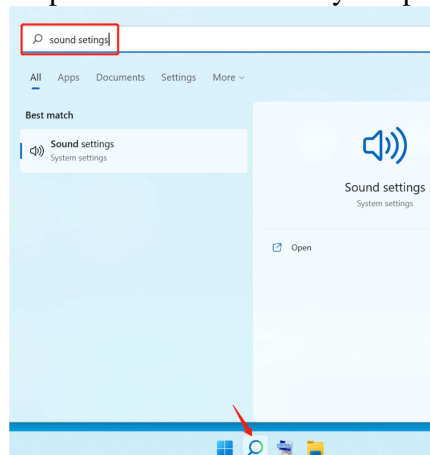 sound setings
All Apps Documents Settings More
Best match
Sound settings
System settings
Sound settings
System settings
Open